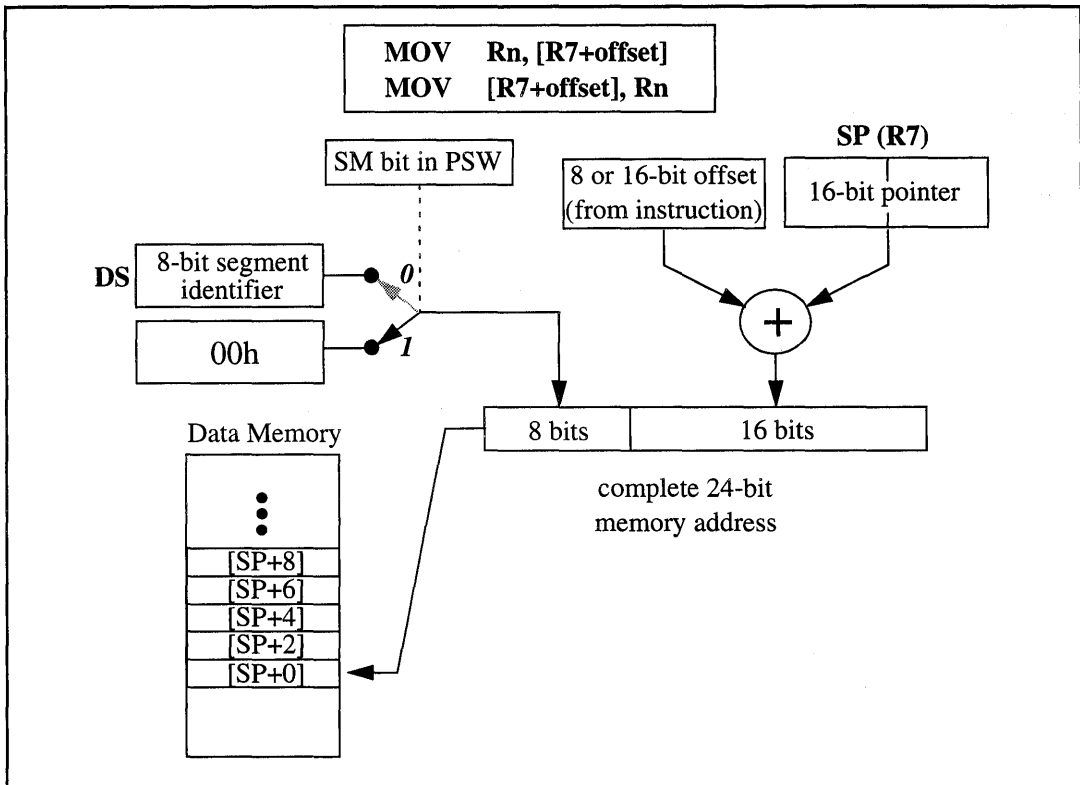 MOV Rn, [R7+offset]
MOV [R7+offset], Rn
SM bit in PSW
SP (R7)
8 or 16-bit offset
(from instruction)
16-bit pointer
DS
8-bit segment
identifier
0
00h
1
8 bits
16 bits
complete 24-bit
memory address
Data Memory
[SP+8]
[SP+6]
[SP+4]
[SP+2]
[SP+0]